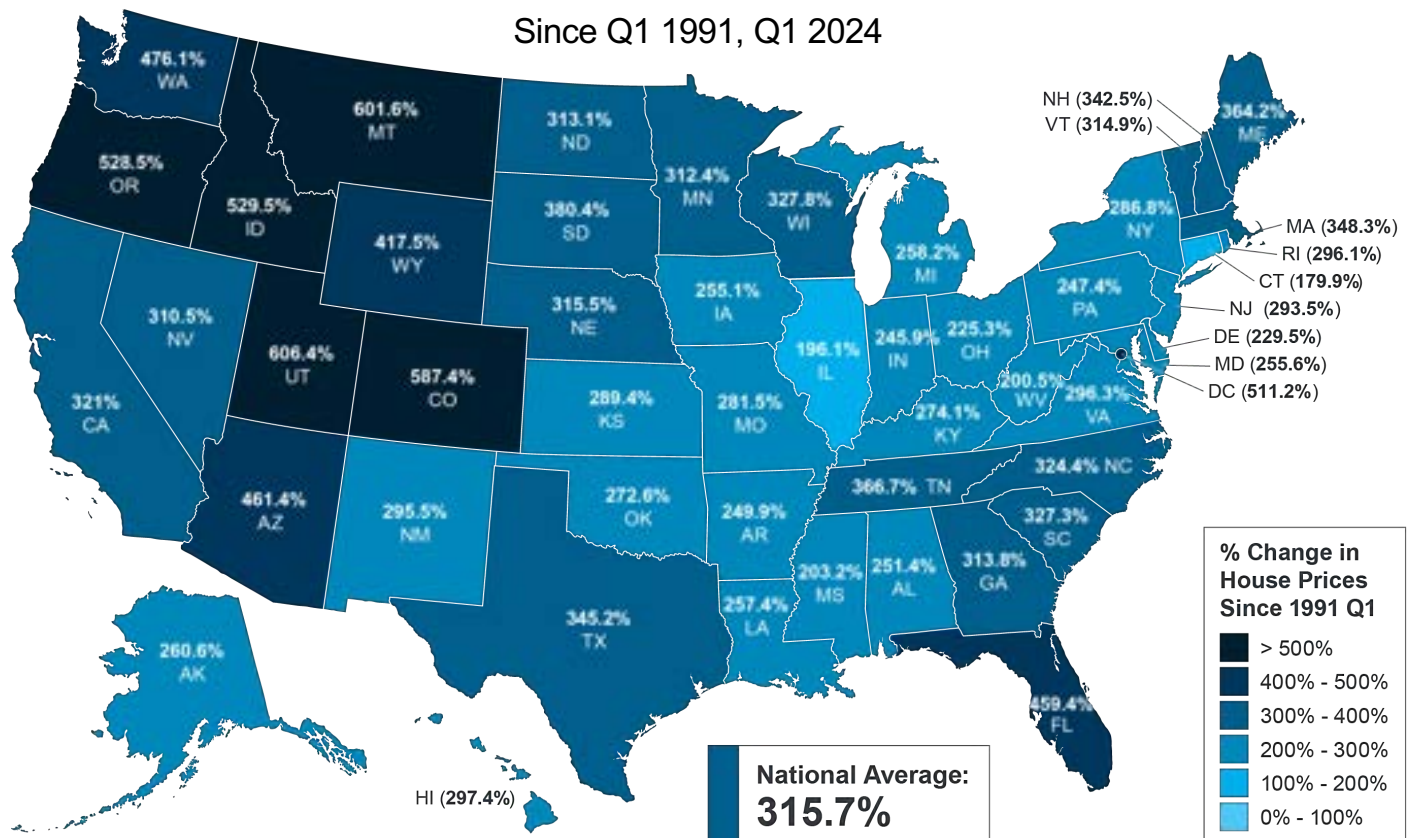 Since Q1 1991, Q1 2024
476.1%
WA
601.6%
MT
313.1%
ND
312.4%
MN
327.8%
WI
NH (342.5%)
VT (314.9%)
364.2%
ME
528.5%
OR
529.5%
ID
417.5%
WY
380.4%
SD
258.2%
MI
286.8%
NY
MA (348.3%)
RI (296.1%)
CT (179.9%)
NJ (293.5%)
DE (229.5%)
MD (255.6%)
DC (511.2%)
310.5%
NV
606.4%
UT
587.4%
CO
315.5%
NE
255.1%
IA
196.1%
IL
245.9%
IN
225.3%
OH
247.4%
PA
200.5%
WV
296.3%
VA
321%
CA
289.4%
KS
281.5%
MO
274.1%
KY
324.4% NC
366.7% TN
461.4%
AZ
295.5%
NM
272.6%
OK
249.9%
AR
327.3%
SC
203.2%
MS
251.4%
AL
313.8%
GA
345.2%
TX
257.4%
LA
459.4%
FL
260.6%
AK
HI (297.4%)
National Average:
315.7%
% Change in
House Prices
Since 1991 Q1
> 500%
400% - 500%
300% - 400%
200% - 300%
100% - 200%
0% - 100%